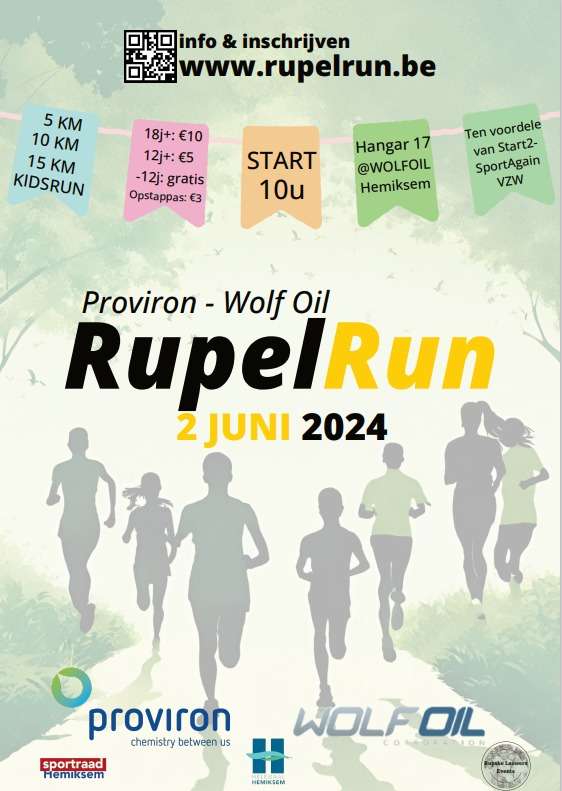 info & inschrijven
www.rupelrun.be
5 KM
10 KM
15 KM
KIDSRUN
18j+: €10
12j+: €5
-12j: gratis
Opstappas: €3
START
10u
Hangar 17
@WOLFOIL
Hemiksem
Ten voordele
van Start2-
SportAgain
VZW
Proviron - Wolf Oil
RupelRun
2 JUNI 2024
proviron
chemistry between us
WOLF OIL
CORPORATION
sportraad
Hemiksem
HEMIKSEM
Events